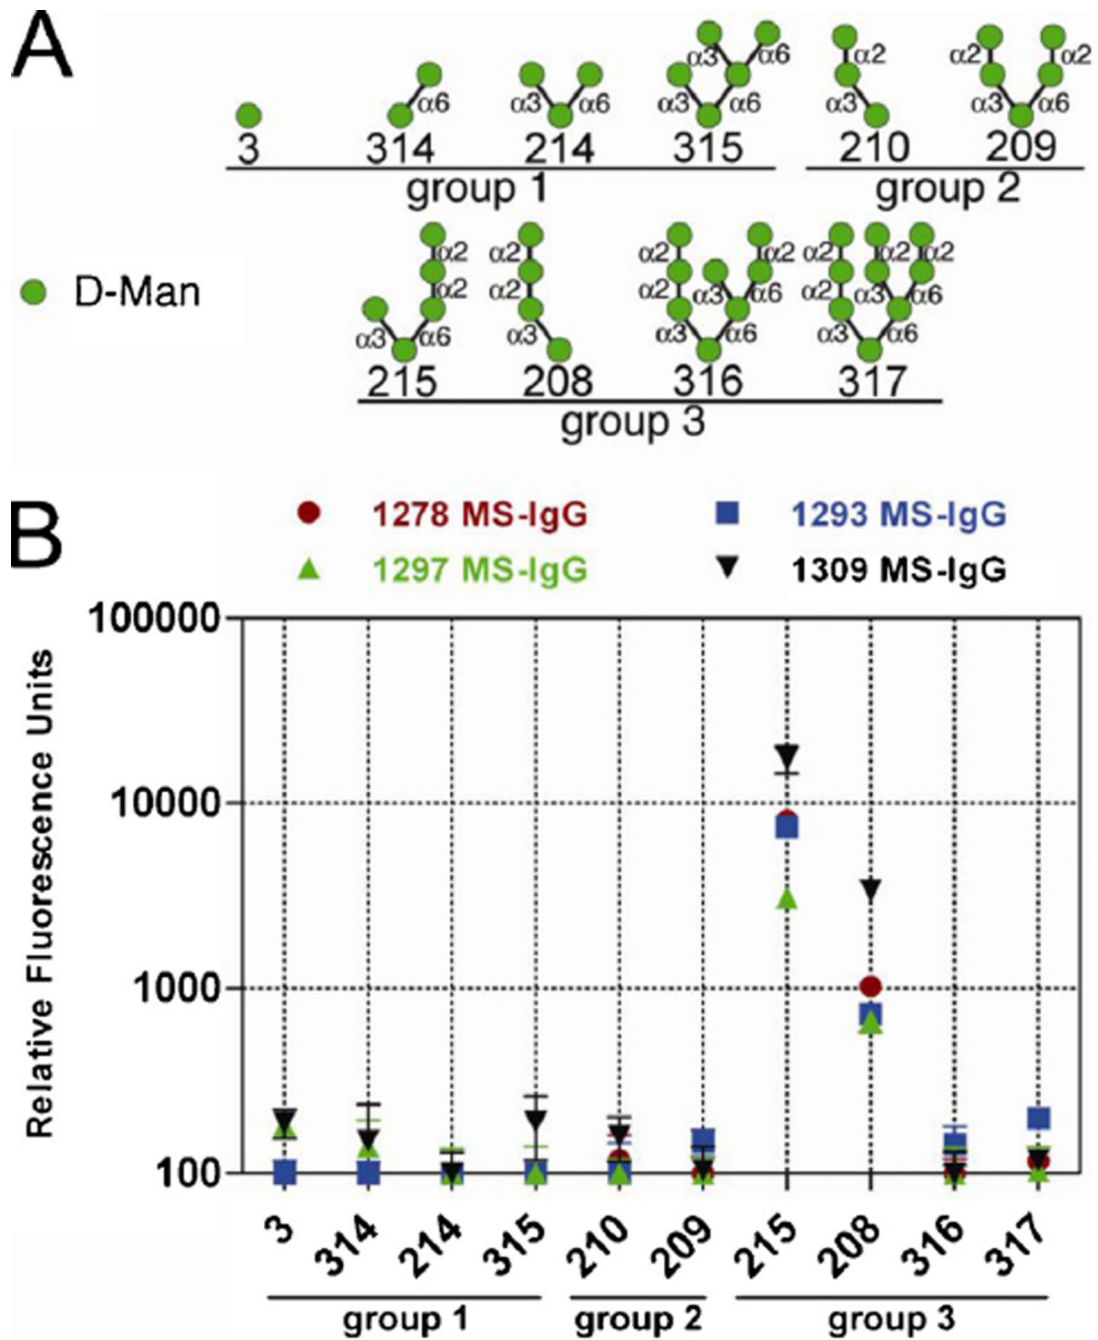 A
α3 α6
α2
α2 α2
α6
α3 α6
α3 α6
α3
α3 α6
3 314 214 315 210 209
group 1 group 2
α2 α2
α2 α2
α2 α2 α2 α2
D-Man
α2 α2 α2 α3 α6 α2 α3 α6
α3 α6 α3 α3 α6 α3 α6
215 208 316 317
group 3
B
1278 MS-IgG 1293 MS-IgG
1297 MS-IgG 1309 MS-IgG
Relative Fluorescence Units
100000
10000
1000
100
3 314 214 315 210 209 215 208 316 317
group 1 group 2 group 3